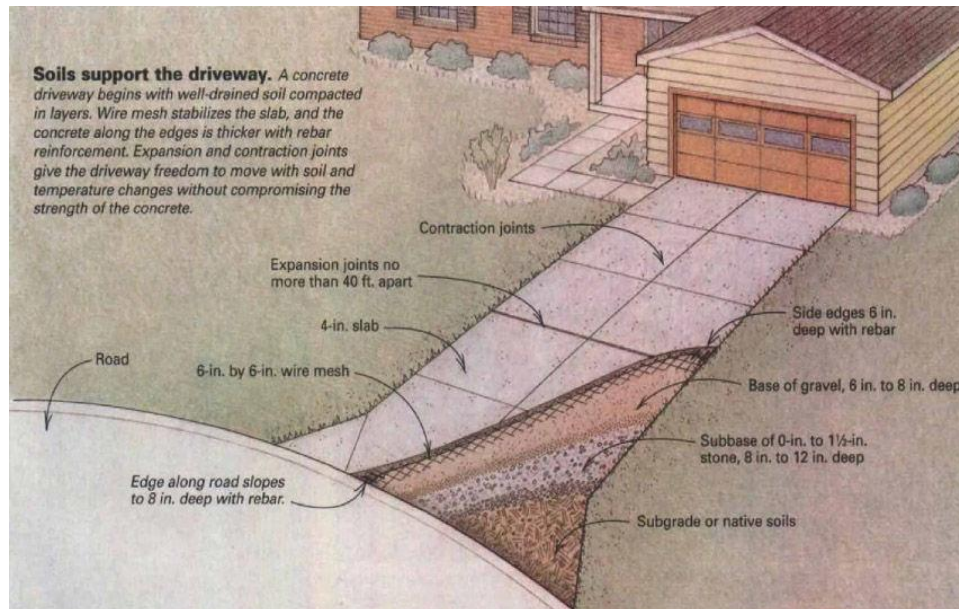 Soils support the driveway. A concrete
driveway begins with well-drained soil compacted
in layers. Wire mesh stabilizes the slab, and the
concrete along the edges is thicker with rebar
reinforcement. Expansion and contraction joints
give the driveway freedom to move with soil and
temperature changes without compromising the
strength of the concrete.
Contraction joints
Expansion joints no
more than 40 ft. apart
4-in. slab
Side edges 6 in.
deep with rebar
Road
6-in. by 6-in. wire mesh
Base of gravel, 6 in. to 8 in. deep
Subbase of 0-in. to 1½-in.
stone, 8 in. to 12 in. deep
Edge along road slopes
to 8 in. deep with rebar.
Subgrade or native soils